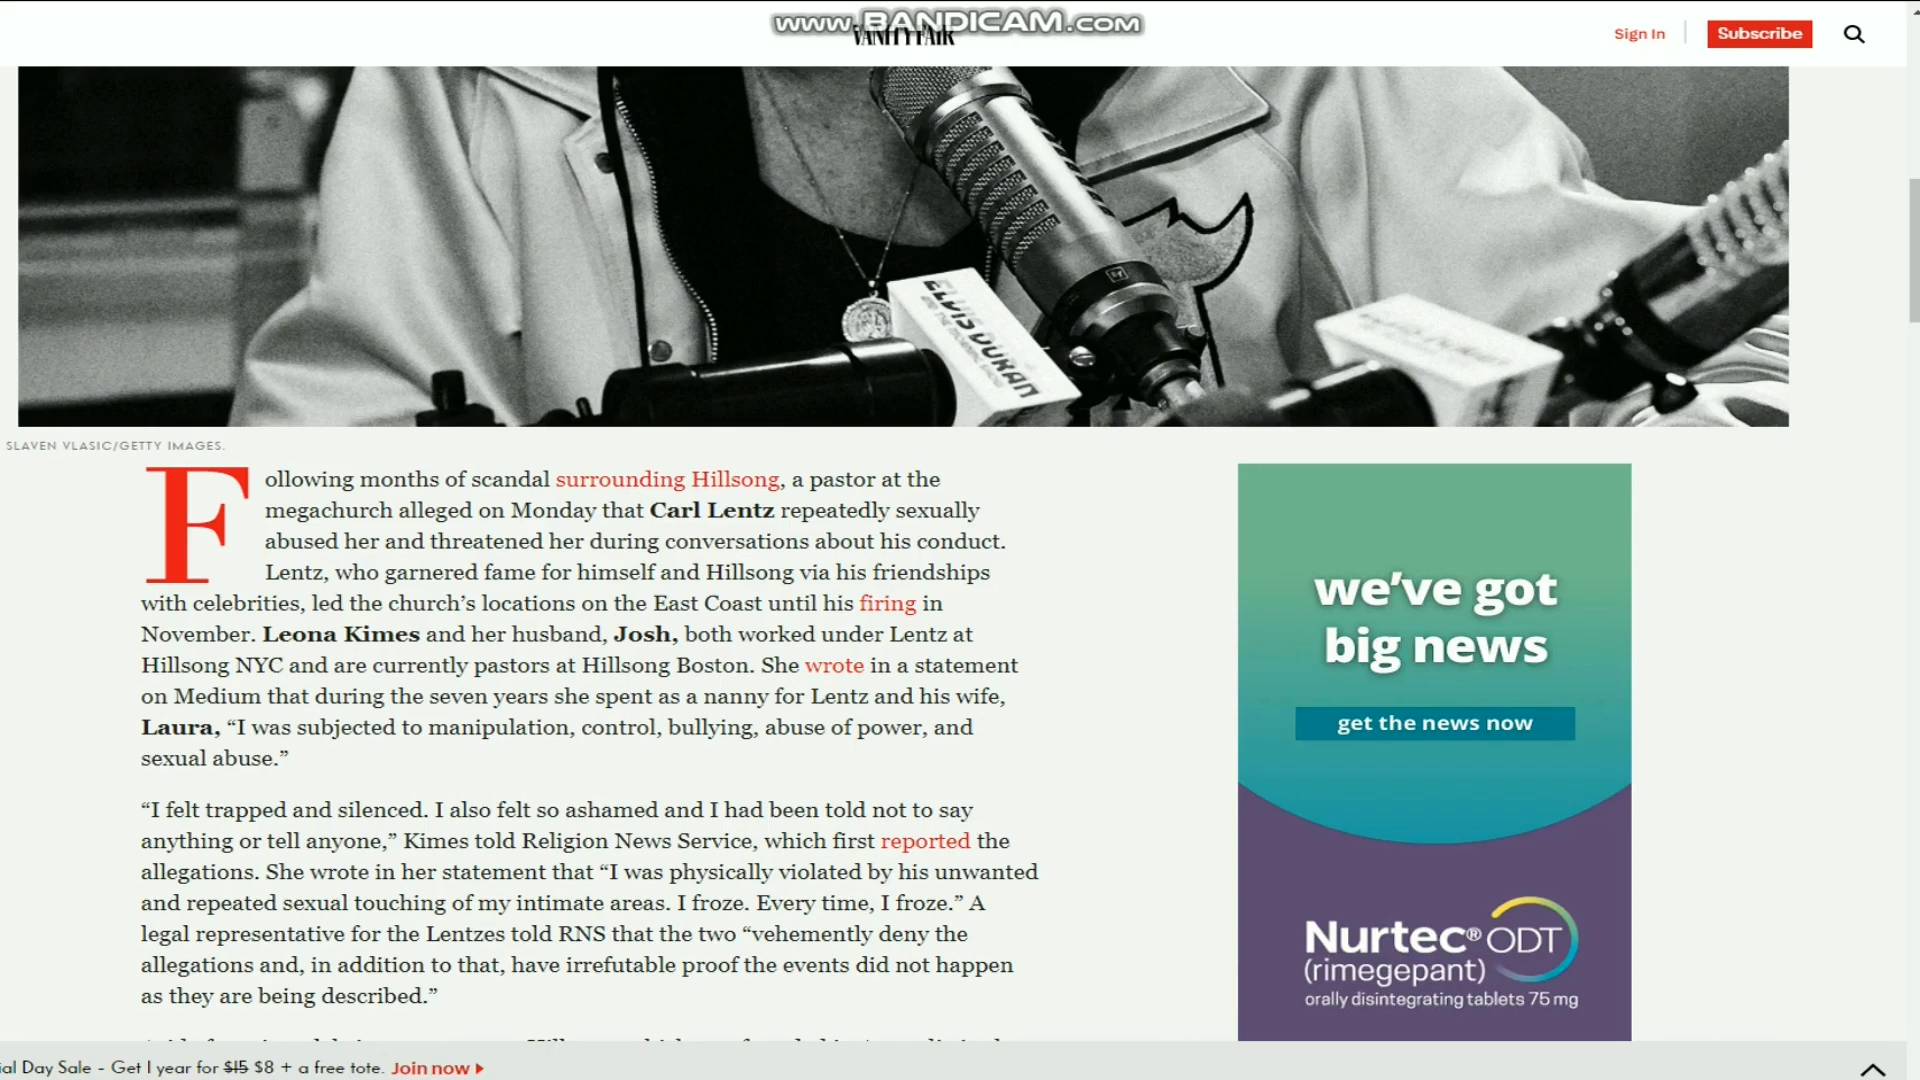 www.BANDICAM.com
VANITY FAIR
Sign In
Subscribe
ELVIS DURAN
SLAVEN VLASIC/GETTY IMAGES.
Following months of scandal surrounding Hillsong, a pastor at the
megachurch alleged on Monday that Carl Lentz repeatedly sexually
abused her and threatened her during conversations about his conduct.
Lentz, who garnered fame for himself and Hillsong via his friendships
with celebrities, led the church’s locations on the East Coast until his firing in
November. Leona Kimes and her husband, Josh, both worked under Lentz at
Hillsong NYC and are currently pastors at Hillsong Boston. She wrote in a statement
on Medium that during the seven years she spent as a nanny for Lentz and his wife,
Laura, “I was subjected to manipulation, control, bullying, abuse of power, and
sexual abuse.”
“I felt trapped and silenced. I also felt so ashamed and I had been told not to say
anything or tell anyone,” Kimes told Religion News Service, which first reported the
allegations. She wrote in her statement that “I was physically violated by his unwanted
and repeated sexual touching of my intimate areas. I froze. Every time, I froze.” A
legal representative for the Lentzes told RNS that the two “vehemently deny the
allegations and, in addition to that, have irrefutable proof the events did not happen
as they are being described.”
we’ve got
big news
get the news now
Nurtec® ODT
(rimegepant)
orally disintegrating tablets 75 mg
ial Day Sale - Get 1 year for $15 $8 + a free tote. Join now